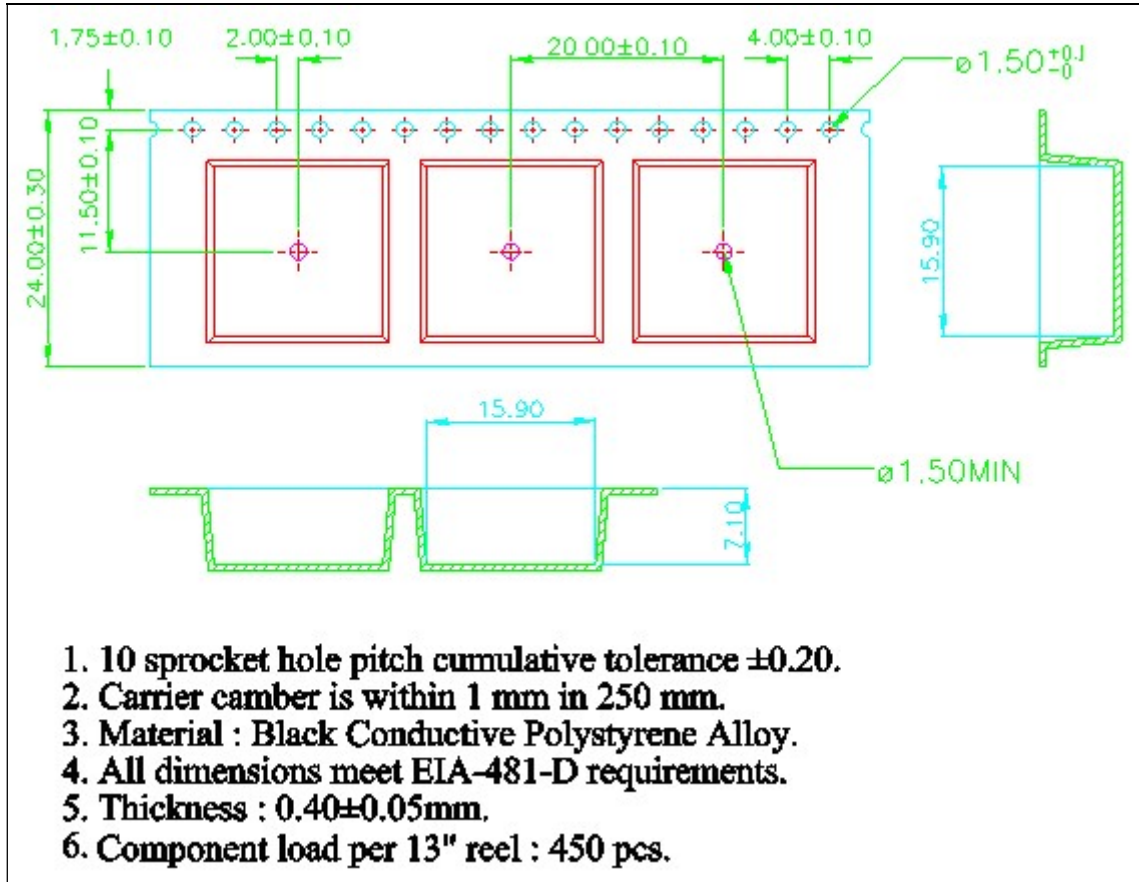 1.75±0.10
2.00±0.10
20 00±0.10
4.00±0.10
ø1.50+0.1 -0
24.00±0.30
11.50±0.10
15.90
15.90
7.10
ø1.50MIN
1. 10 sprocket hole pitch cumulative tolerance ±0.20.
2. Carrier camber is within 1 mm in 250 mm.
3. Material : Black Conductive Polystyrene Alloy.
4. All dimensions meet EIA-481-D requirements.
5. Thickness : 0.40±0.05mm.
6. Component load per 13" reel : 450 pcs.